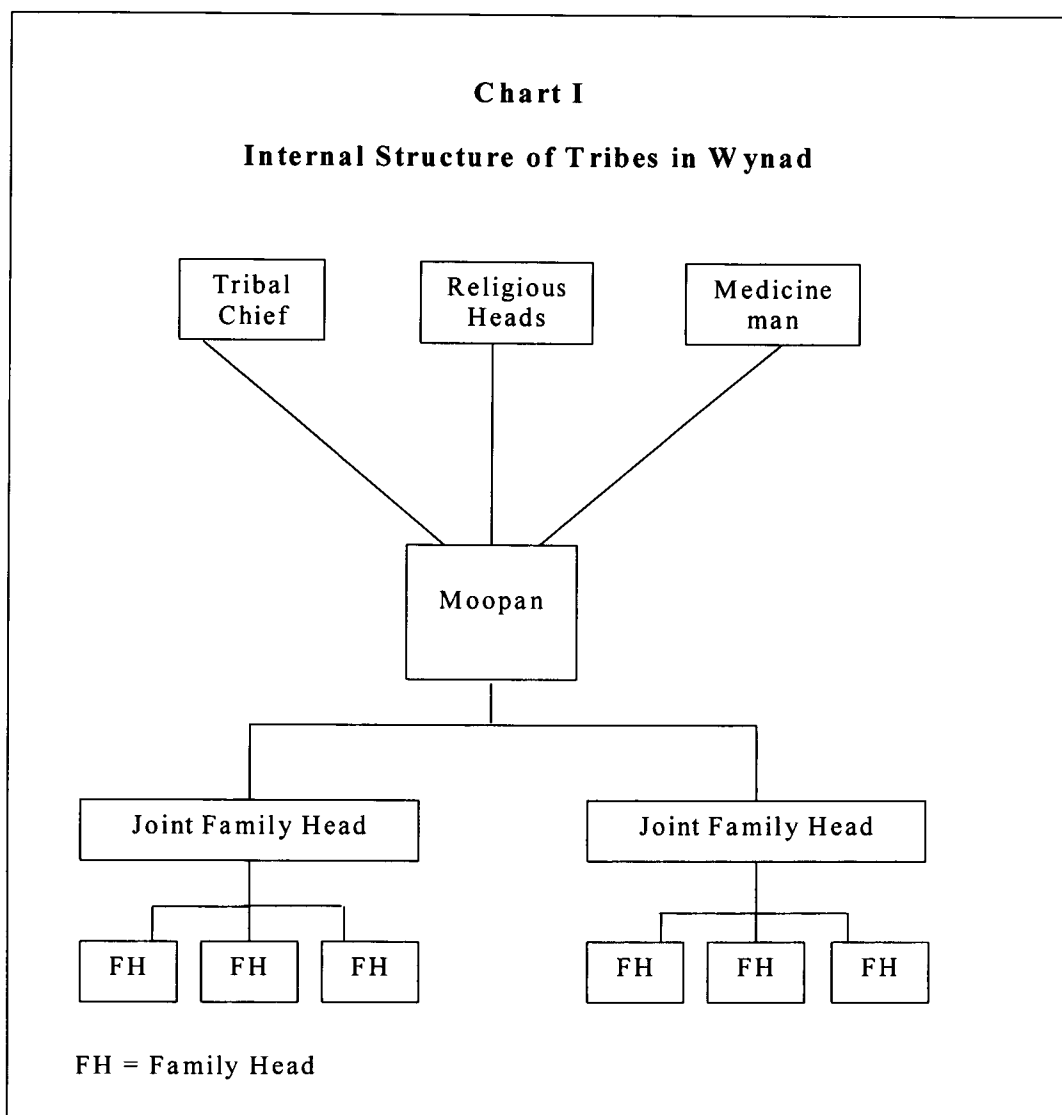 Chart I
Internal Structure of Tribes in Wynad
Tribal
Chief
Religious
Heads
Medicine
man
Moopan
Joint Family Head
Joint Family Head
FH
FH
FH
FH
FH
FH
FH = Family Head